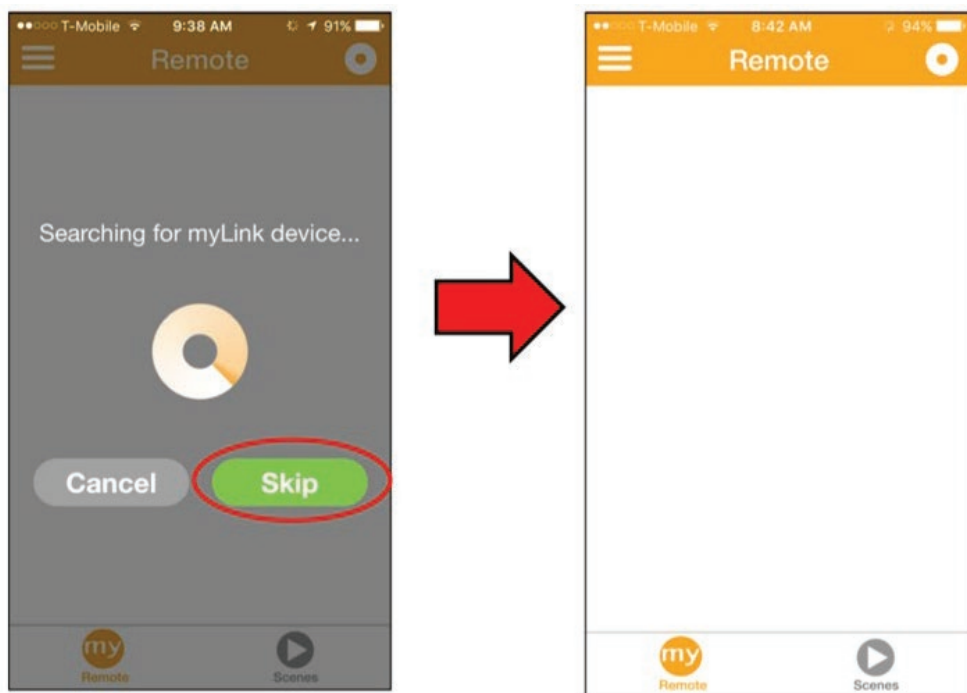 T-Mobile 9:38 AM 91%
Remote
Searching for myLink device...
Cancel Skip
my
Remote Scenes
T-Mobile 8:42 AM 94%
Remote
my
Remote Scenes